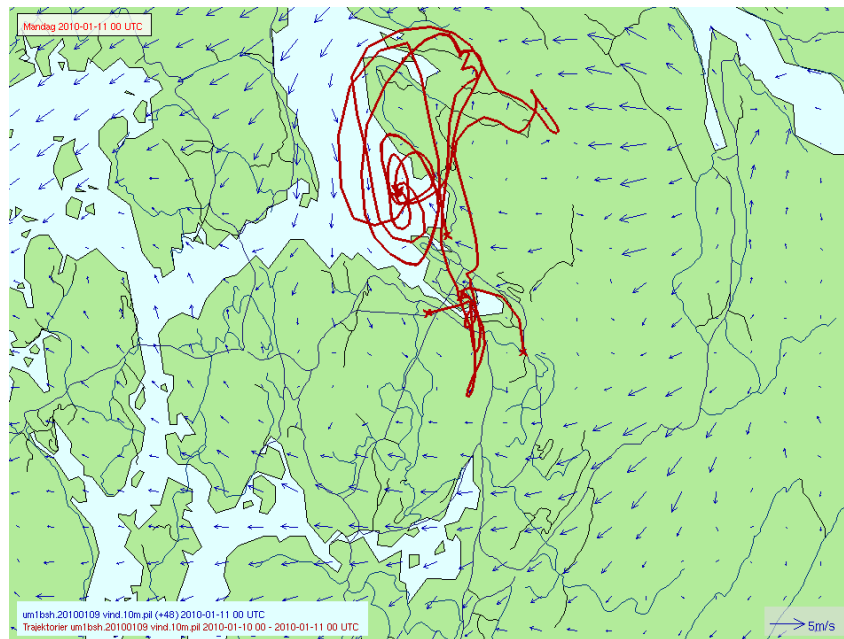 Mandag 2010-01-11 00 UTC
um1bsh.20100109 vind.10m.pil (+48) 2010-01-11 00 UTC
Trajektorier um1bsh.20100109 vind.10m.pil 2010-01-10 00 - 2010-01-11 00 UTC
5m/s